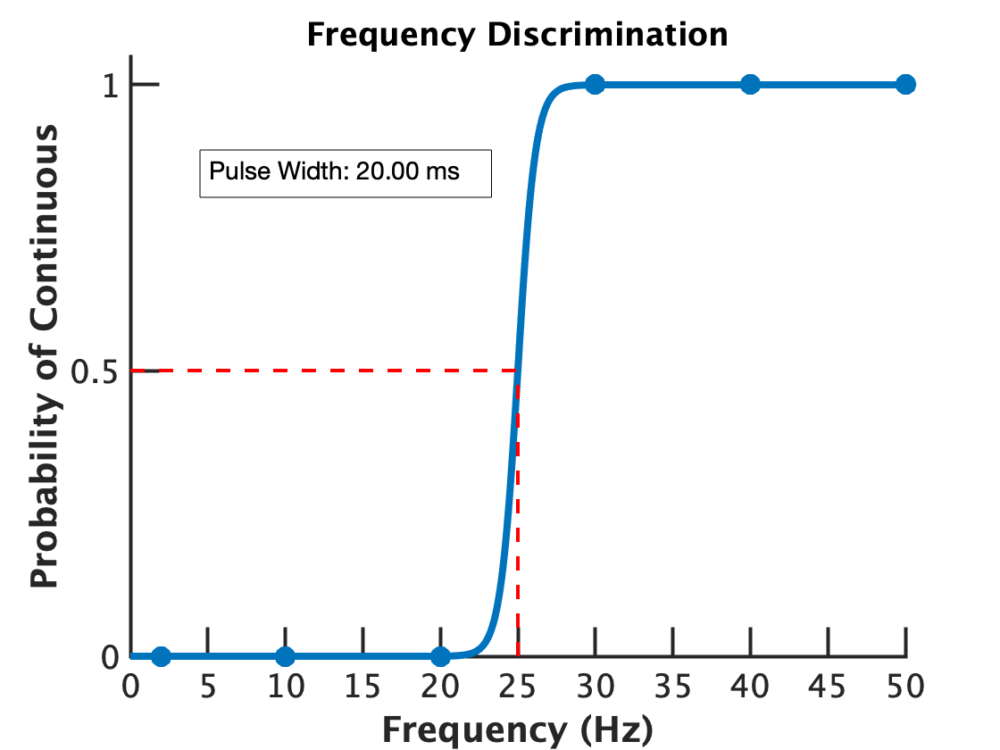 Frequency Discrimination
Probability of Continuous
1
0.5
0
Pulse Width: 20.00 ms
0 5 10 15 20 25 30 35 40 45 50
Frequency (Hz)